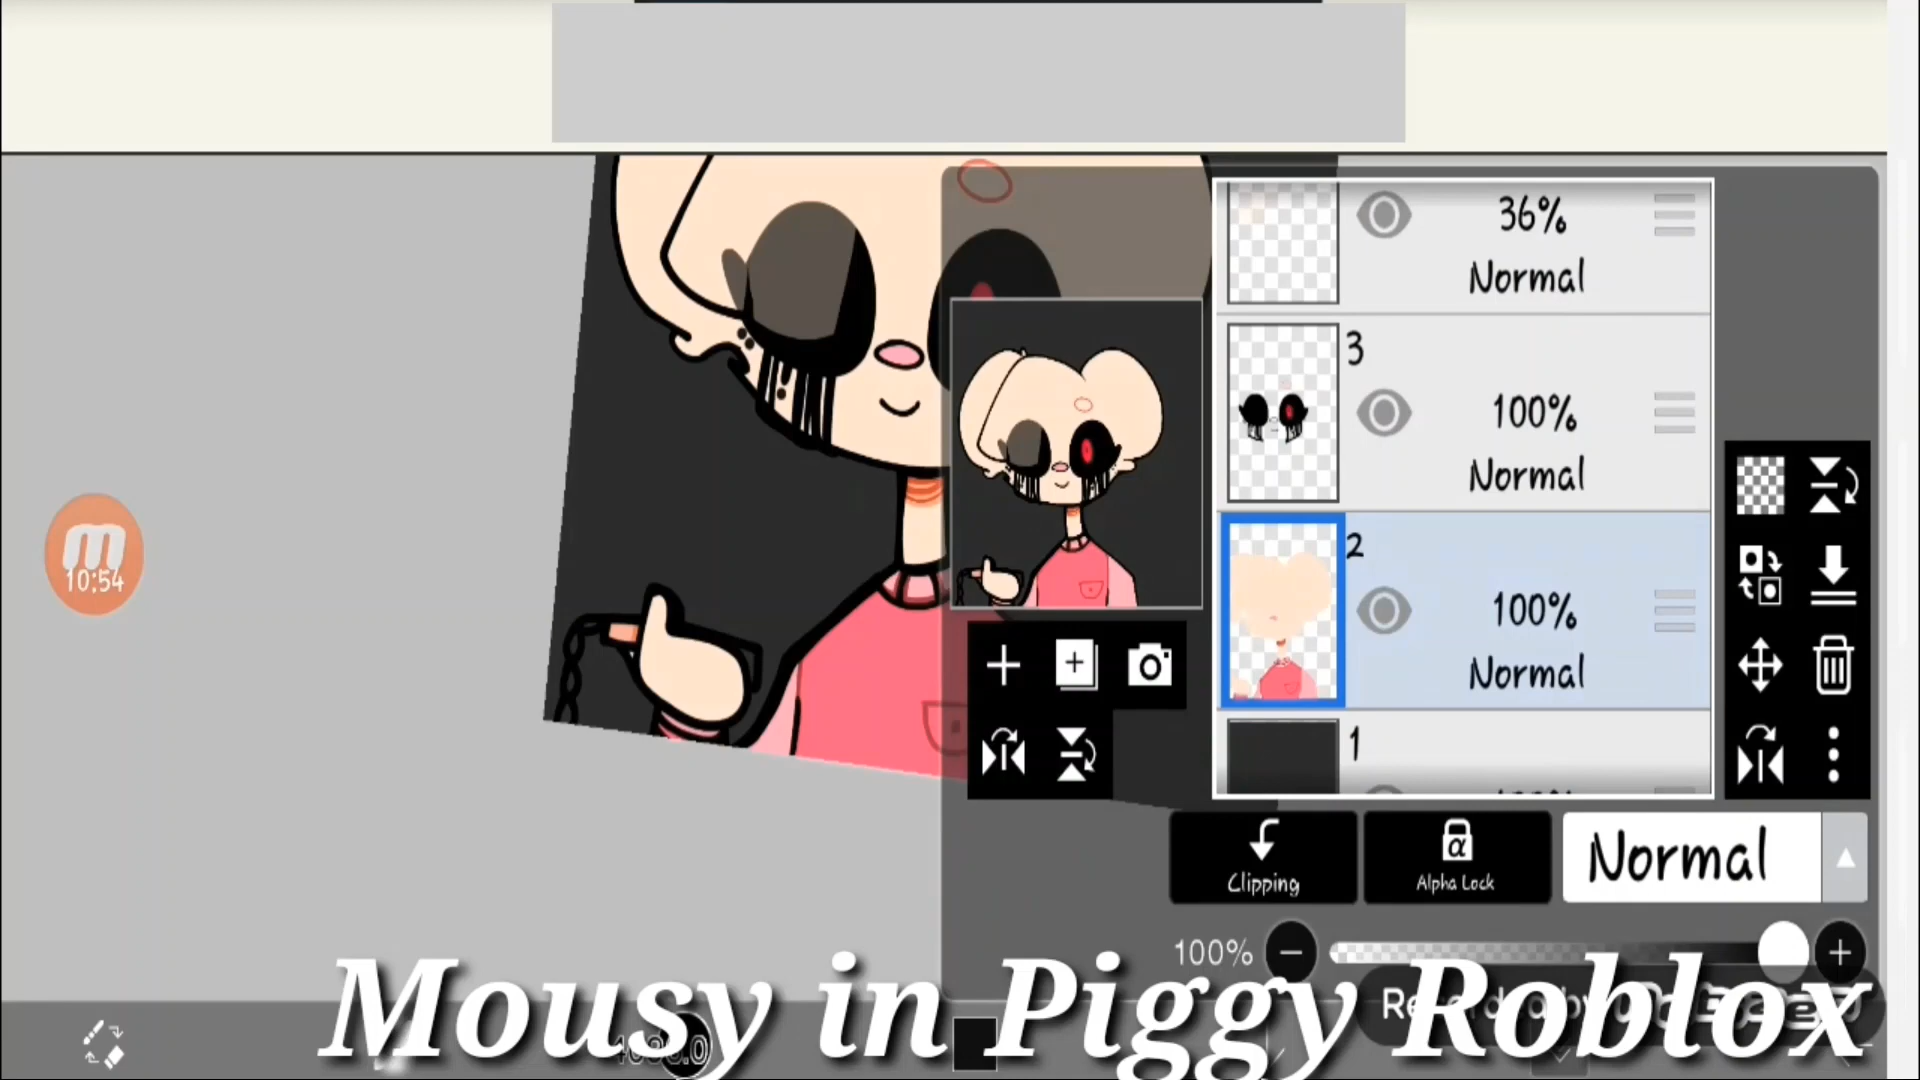 36%
Normal
3
100%
Normal
2
100%
Normal
1
10:54
Clipping
Alpha Lock
Normal
100%
Mousy in Piggy Roblox